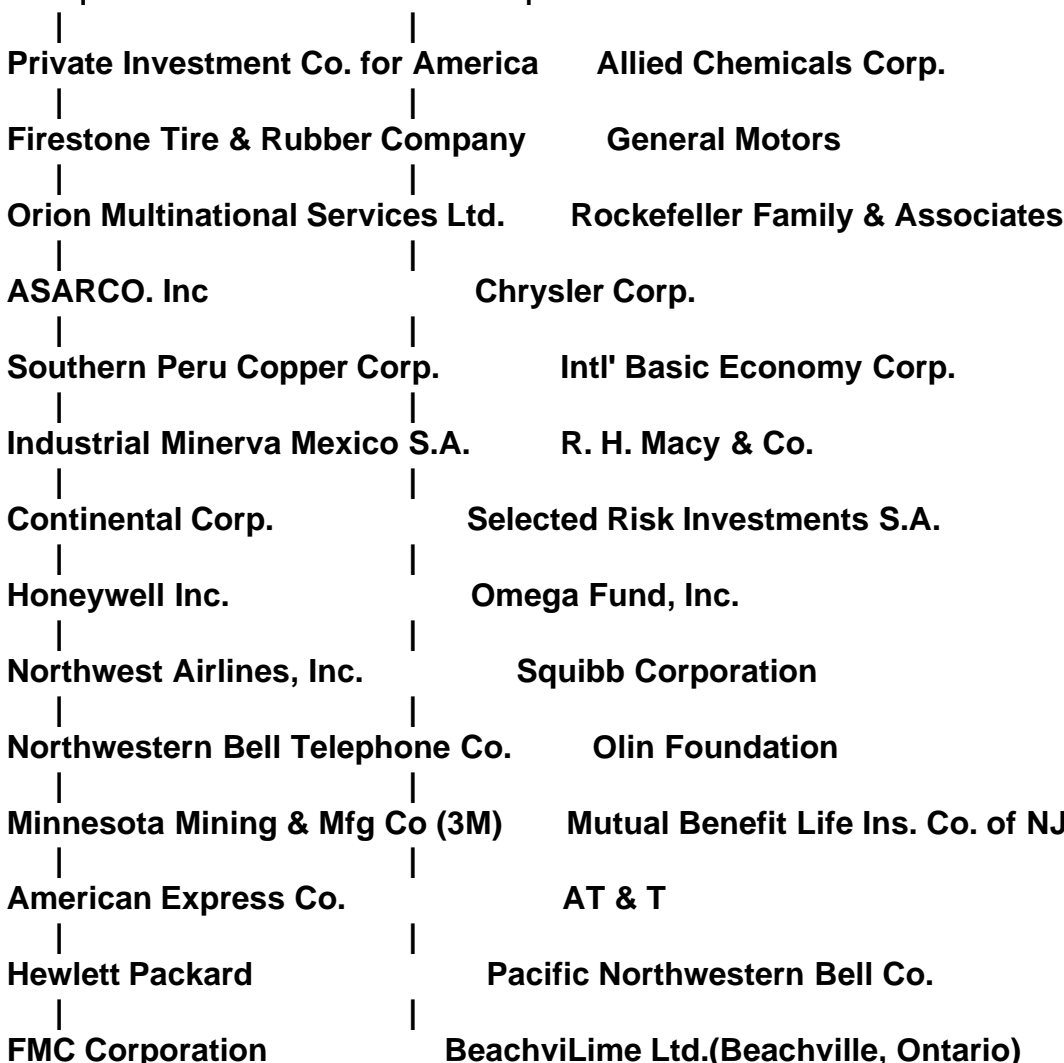 Private Investment Co. for America Allied Chemicals Corp.
Firestone Tire & Rubber Company General Motors
Orion Multinational Services Ltd. Rockefeller Family & Associates
ASARCO. Inc Chrysler Corp.
Southern Peru Copper Corp. Intl' Basic Economy Corp.
Industrial Minerva Mexico S.A. R. H. Macy & Co.
Continental Corp. Selected Risk Investments S.A.
Honeywell Inc. Omega Fund, Inc.
Northwest Airlines, Inc. Squibb Corporation
Northwestern Bell Telephone Co. Olin Foundation
Minnesota Mining & Mfg Co (3M) Mutual Benefit Life Ins. Co. of NJ
American Express Co. AT & T
Hewlett Packard Pacific Northwestern Bell Co.
FMC Corporation BeachviLime Ltd.(Beachville, Ontario)